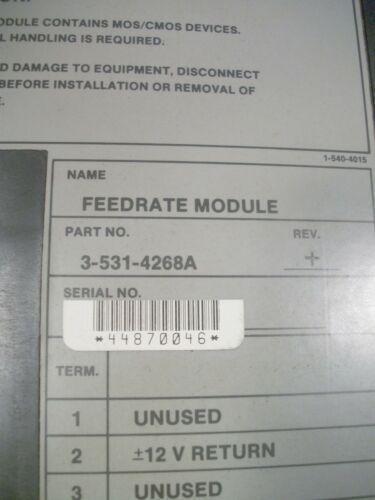 ODULE CONTAINS MOS/CMOS DEVICES.
HANDLING IS REQUIRED.
DAMAGE TO EQUIPMENT, DISCONNECT
BEFORE INSTALLATION OR REMOVAL OF
1-540-4015
NAME
FEEDRATE MODULE
PART NO. REV.
3-531-4268A +
SERIAL NO.
*44870046*
TERM.
1 UNUSED
2 ±12 V RETURN
3 UNUSED